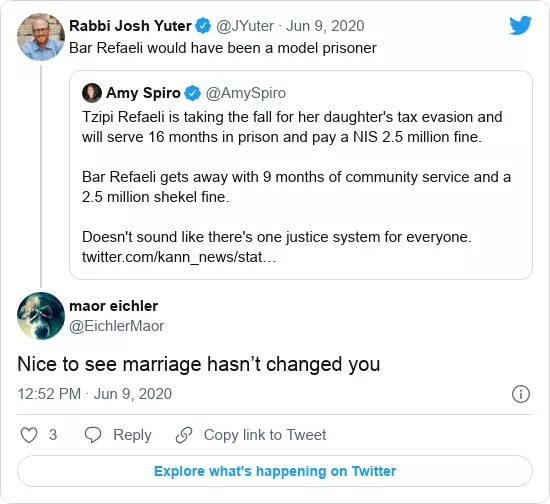 Rabbi Josh Yuter @JYuter · Jun 9, 2020
Bar Refaeli would have been a model prisoner
Amy Spiro @AmySpiro
Tzipi Refaeli is taking the fall for her daughter's tax evasion and
will serve 16 months in prison and pay a NIS 2.5 million fine.
Bar Refaeli gets away with 9 months of community service and a
2.5 million shekel fine.
Doesn't sound like there's one justice system for everyone.
twitter.com/kann_news/stat…
maor eichler
@EichlerMaor
Nice to see marriage hasn’t changed you
12:52 PM · Jun 9, 2020
3 Reply Copy link to Tweet
Explore what's happening on Twitter